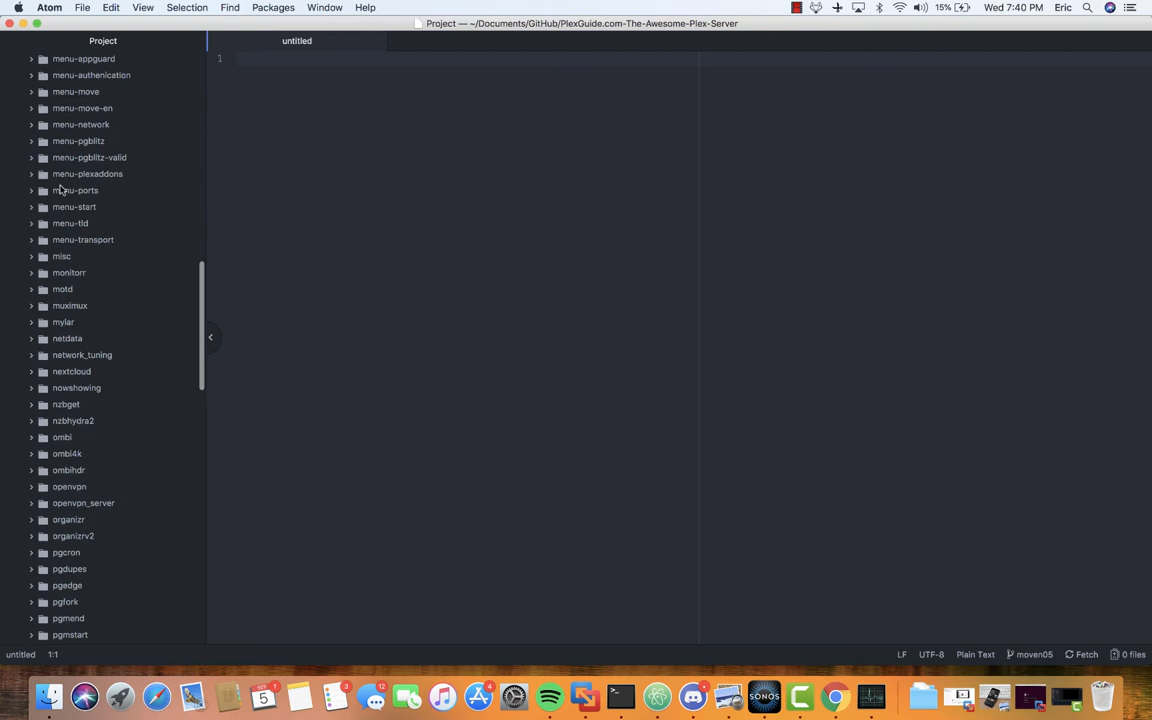 Atom File Edit View Selection Find Packages Window Help 15% Wed 7:40 PM Eric
Project — ~/Documents/GitHub/PlexGuide.com-The-Awesome-Plex-Server
Project
untitled
1
menu-appguard
menu-authenication
menu-move
menu-move-en
menu-network
menu-pgblitz
menu-pgblitz-valid
menu-plexaddons
menu-ports
menu-start
menu-tld
menu-transport
misc
monitorr
motd
muximux
mylar
netdata
network_tuning
nextcloud
nowshowing
nzbget
nzbhydra2
ombi
ombi4k
ombihdr
openvpn
openvpn_server
organizr
organizrv2
pgcron
pgdupes
pgedge
pgfork
pgmend
pgmstart
untitled 1:1 LF UTF-8 Plain Text moven05 Fetch 0 files
5
3
12
4